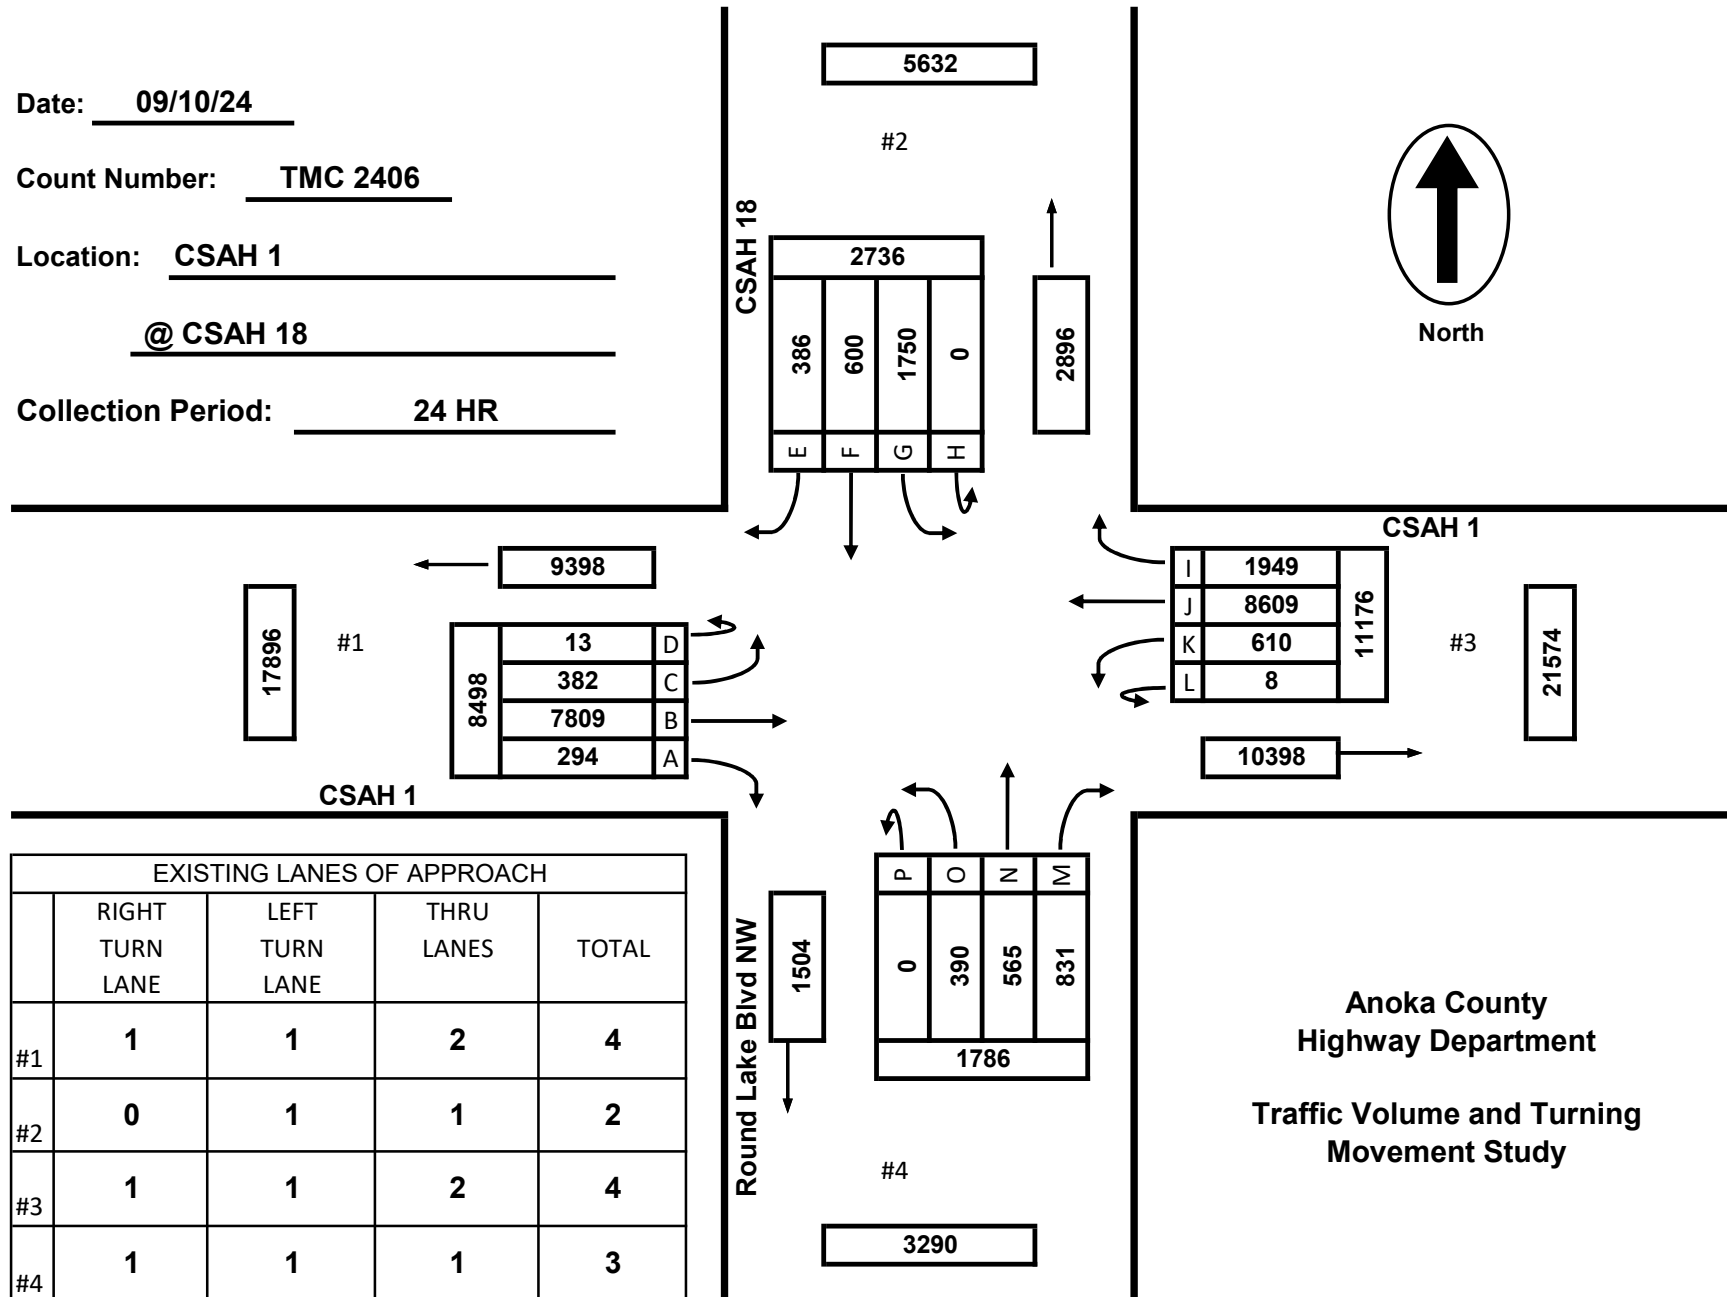 5632
Date: 09/10/24
#2
Count Number: TMC 2406
CSAH 18
Location: CSAH 1
2736
@ CSAH 18
North
386 600 1750 0
2896
Collection Period: 24 HR
E F G H
CSAH 1
9398
I 1949
J 8609
K 610
L 8
11176
#3
21574
17896
#1
8498
13 D
382 C
7809 B
294 A
10398
CSAH 1
P O N M
0 390 565 831
1786
1504
Round Lake Blvd NW
#4
3290
EXISTING LANES OF APPROACH
RIGHT LEFT THRU
TURN TURN LANES TOTAL
LANE LANE
#1 1 1 2 4
#2 0 1 1 2
#3 1 1 2 4
#4 1 1 1 3
Anoka County
Highway Department
Traffic Volume and Turning
Movement Study